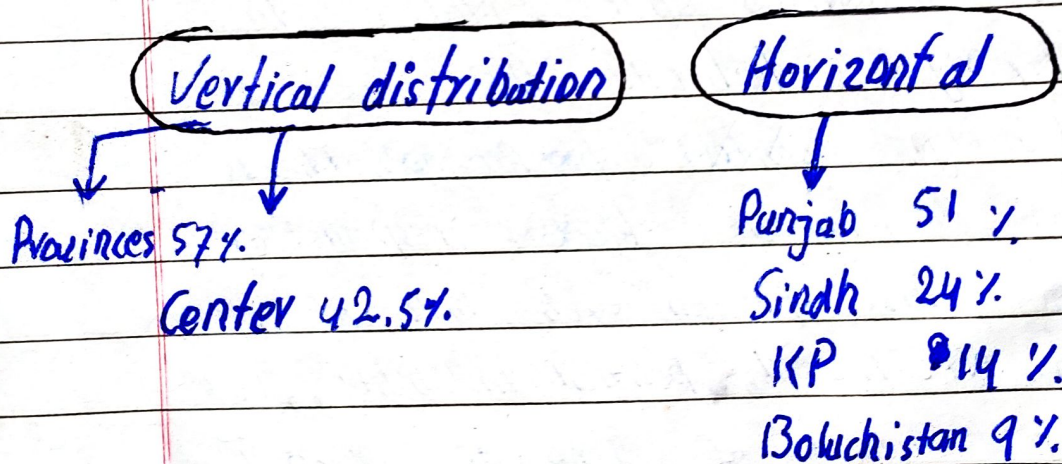 Vertical distribution
Provinces 57%.
Center 42.5%.
Horizontal
Punjab 51 %
Sindh 24%.
KP 14 %.
Boluchistan 9%.